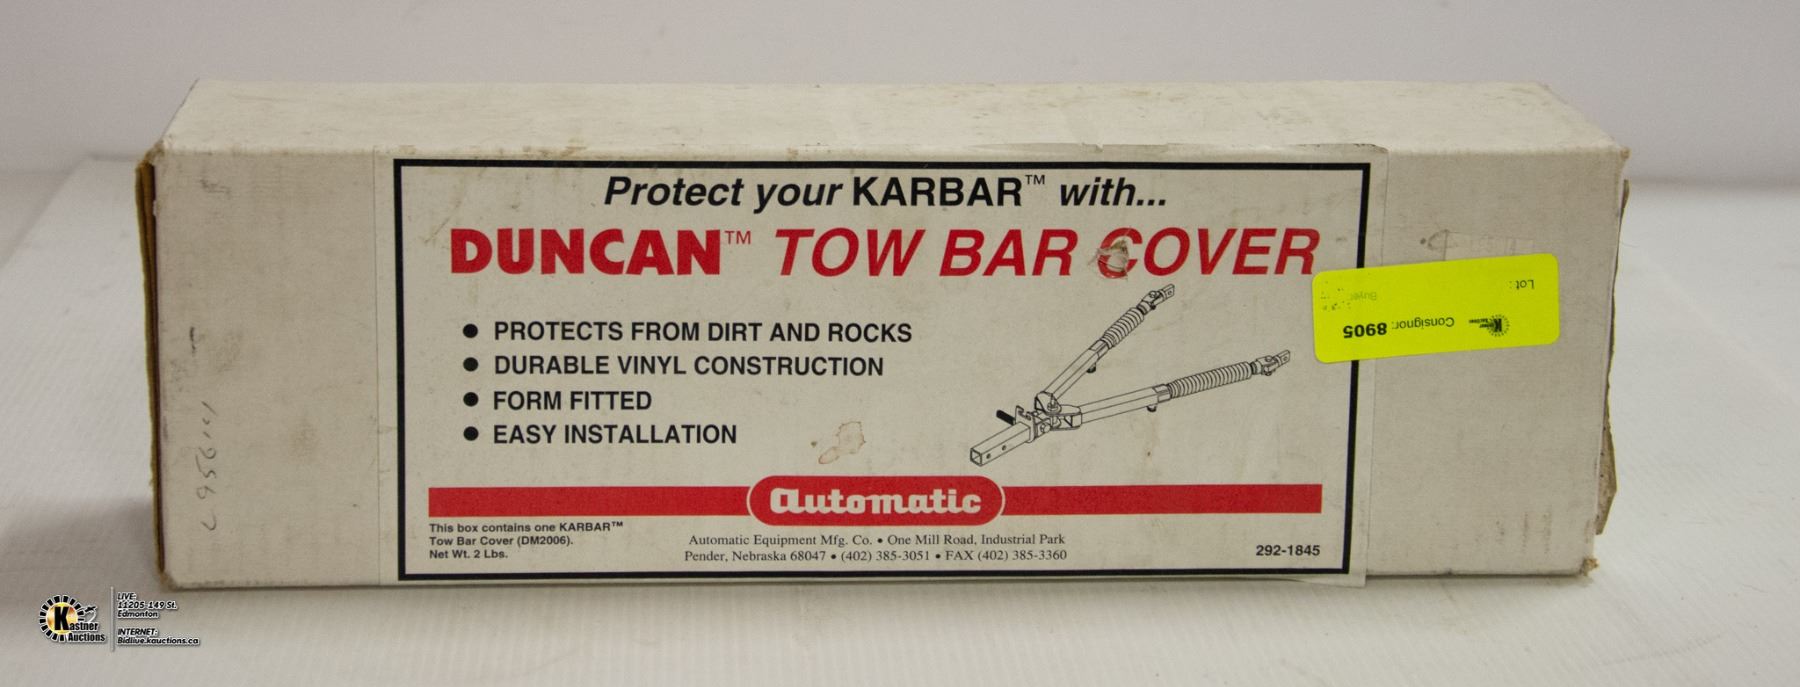 Protect your KARBAR™ with...
DUNCAN™ TOW BAR COVER
● PROTECTS FROM DIRT AND ROCKS
● DURABLE VINYL CONSTRUCTION
● FORM FITTED
● EASY INSTALLATION
automatic
This box contains one KARBAR™
Tow Bar Cover (DM2006).
Net Wt. 2 Lbs.
Automatic Equipment Mfg. Co. • One Mill Road, Industrial Park
Pender, Nebraska 68047 • (402) 385-3051 • FAX (402) 385-3360
292-1845
Lot:
Buyer
Consignor: 8905
Kastner
Auctions
LIVE:
11205-149 St.
Edmonton
INTERNET:
Bidlive.kauctions.ca